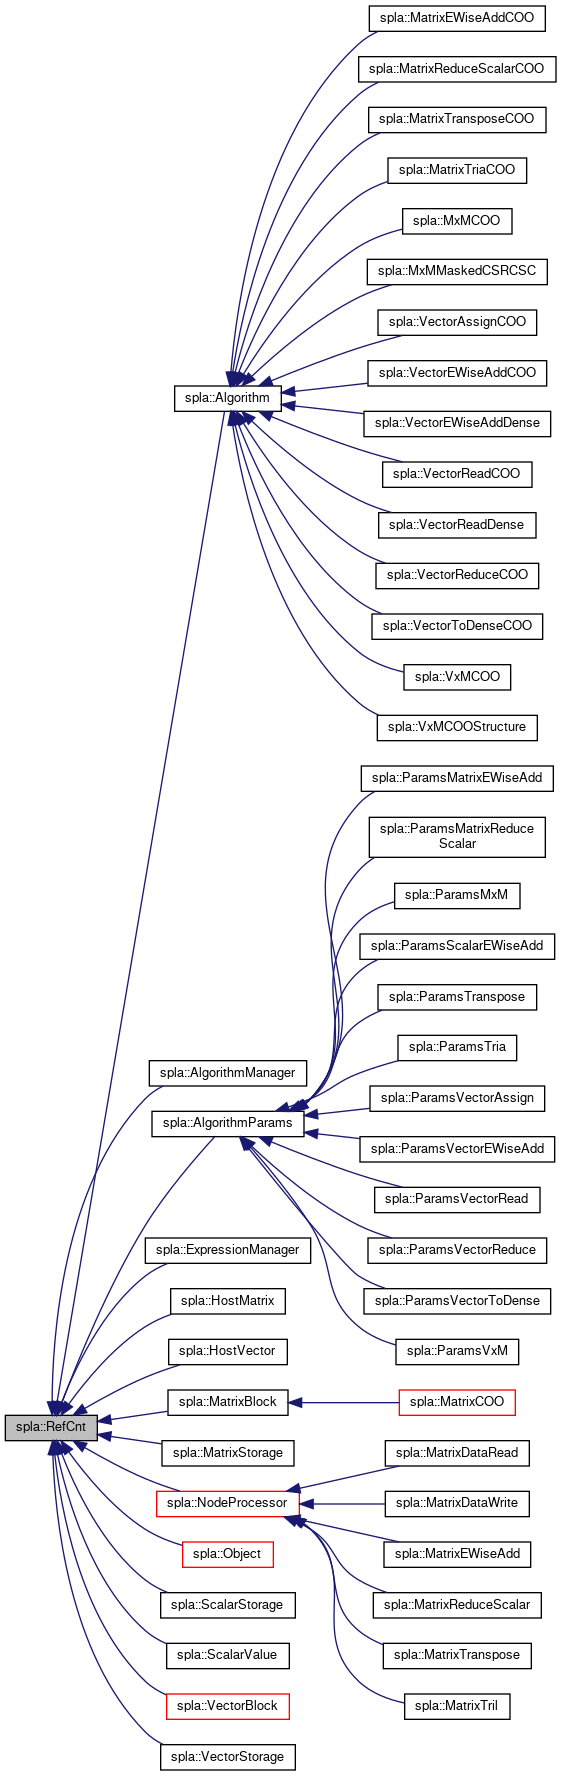 spla::MatrixEWiseAddCOO
spla::MatrixReduceScalarCOO
spla::MatrixTransposeCOO
spla::MatrixTriaCOO
spla::MxMCOO
spla::MxMMaskedCSRCSC
spla::VectorAssignCOO
spla::VectorEWiseAddCOO
spla::Algorithm
spla::VectorEWiseAddDense
spla::VectorReadCOO
spla::VectorReadDense
spla::VectorReduceCOO
spla::VectorToDenseCOO
spla::VxMCOO
spla::VxMCOOStructure
spla::ParamsMatrixEWiseAdd
spla::ParamsMatrixReduce
Scalar
spla::ParamsMxM
spla::ParamsScalarEWiseAdd
spla::ParamsTranspose
spla::ParamsTria
spla::AlgorithmManager
spla::ParamsVectorAssign
spla::AlgorithmParams
spla::ParamsVectorEWiseAdd
spla::ParamsVectorRead
spla::ExpressionManager
spla::ParamsVectorReduce
spla::HostMatrix
spla::ParamsVectorToDense
spla::HostVector
spla::ParamsVxM
spla::MatrixBlock
spla::MatrixCOO
spla::RefCnt
spla::MatrixStorage
spla::MatrixDataRead
spla::NodeProcessor
spla::MatrixDataWrite
spla::Object
spla::MatrixEWiseAdd
spla::ScalarStorage
spla::MatrixReduceScalar
spla::ScalarValue
spla::MatrixTranspose
spla::VectorBlock
spla::MatrixTril
spla::VectorStorage